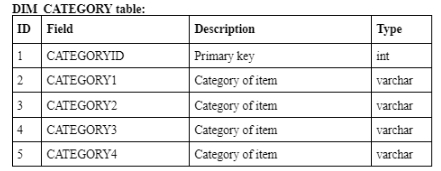 DIM_CATEGORY table:
ID Field Description Type
1 CATEGORYID Primary key int
2 CATEGORY1 Category of item varchar
3 CATEGORY2 Category of item varchar
4 CATEGORY3 Category of item varchar
5 CATEGORY4 Category of item varchar